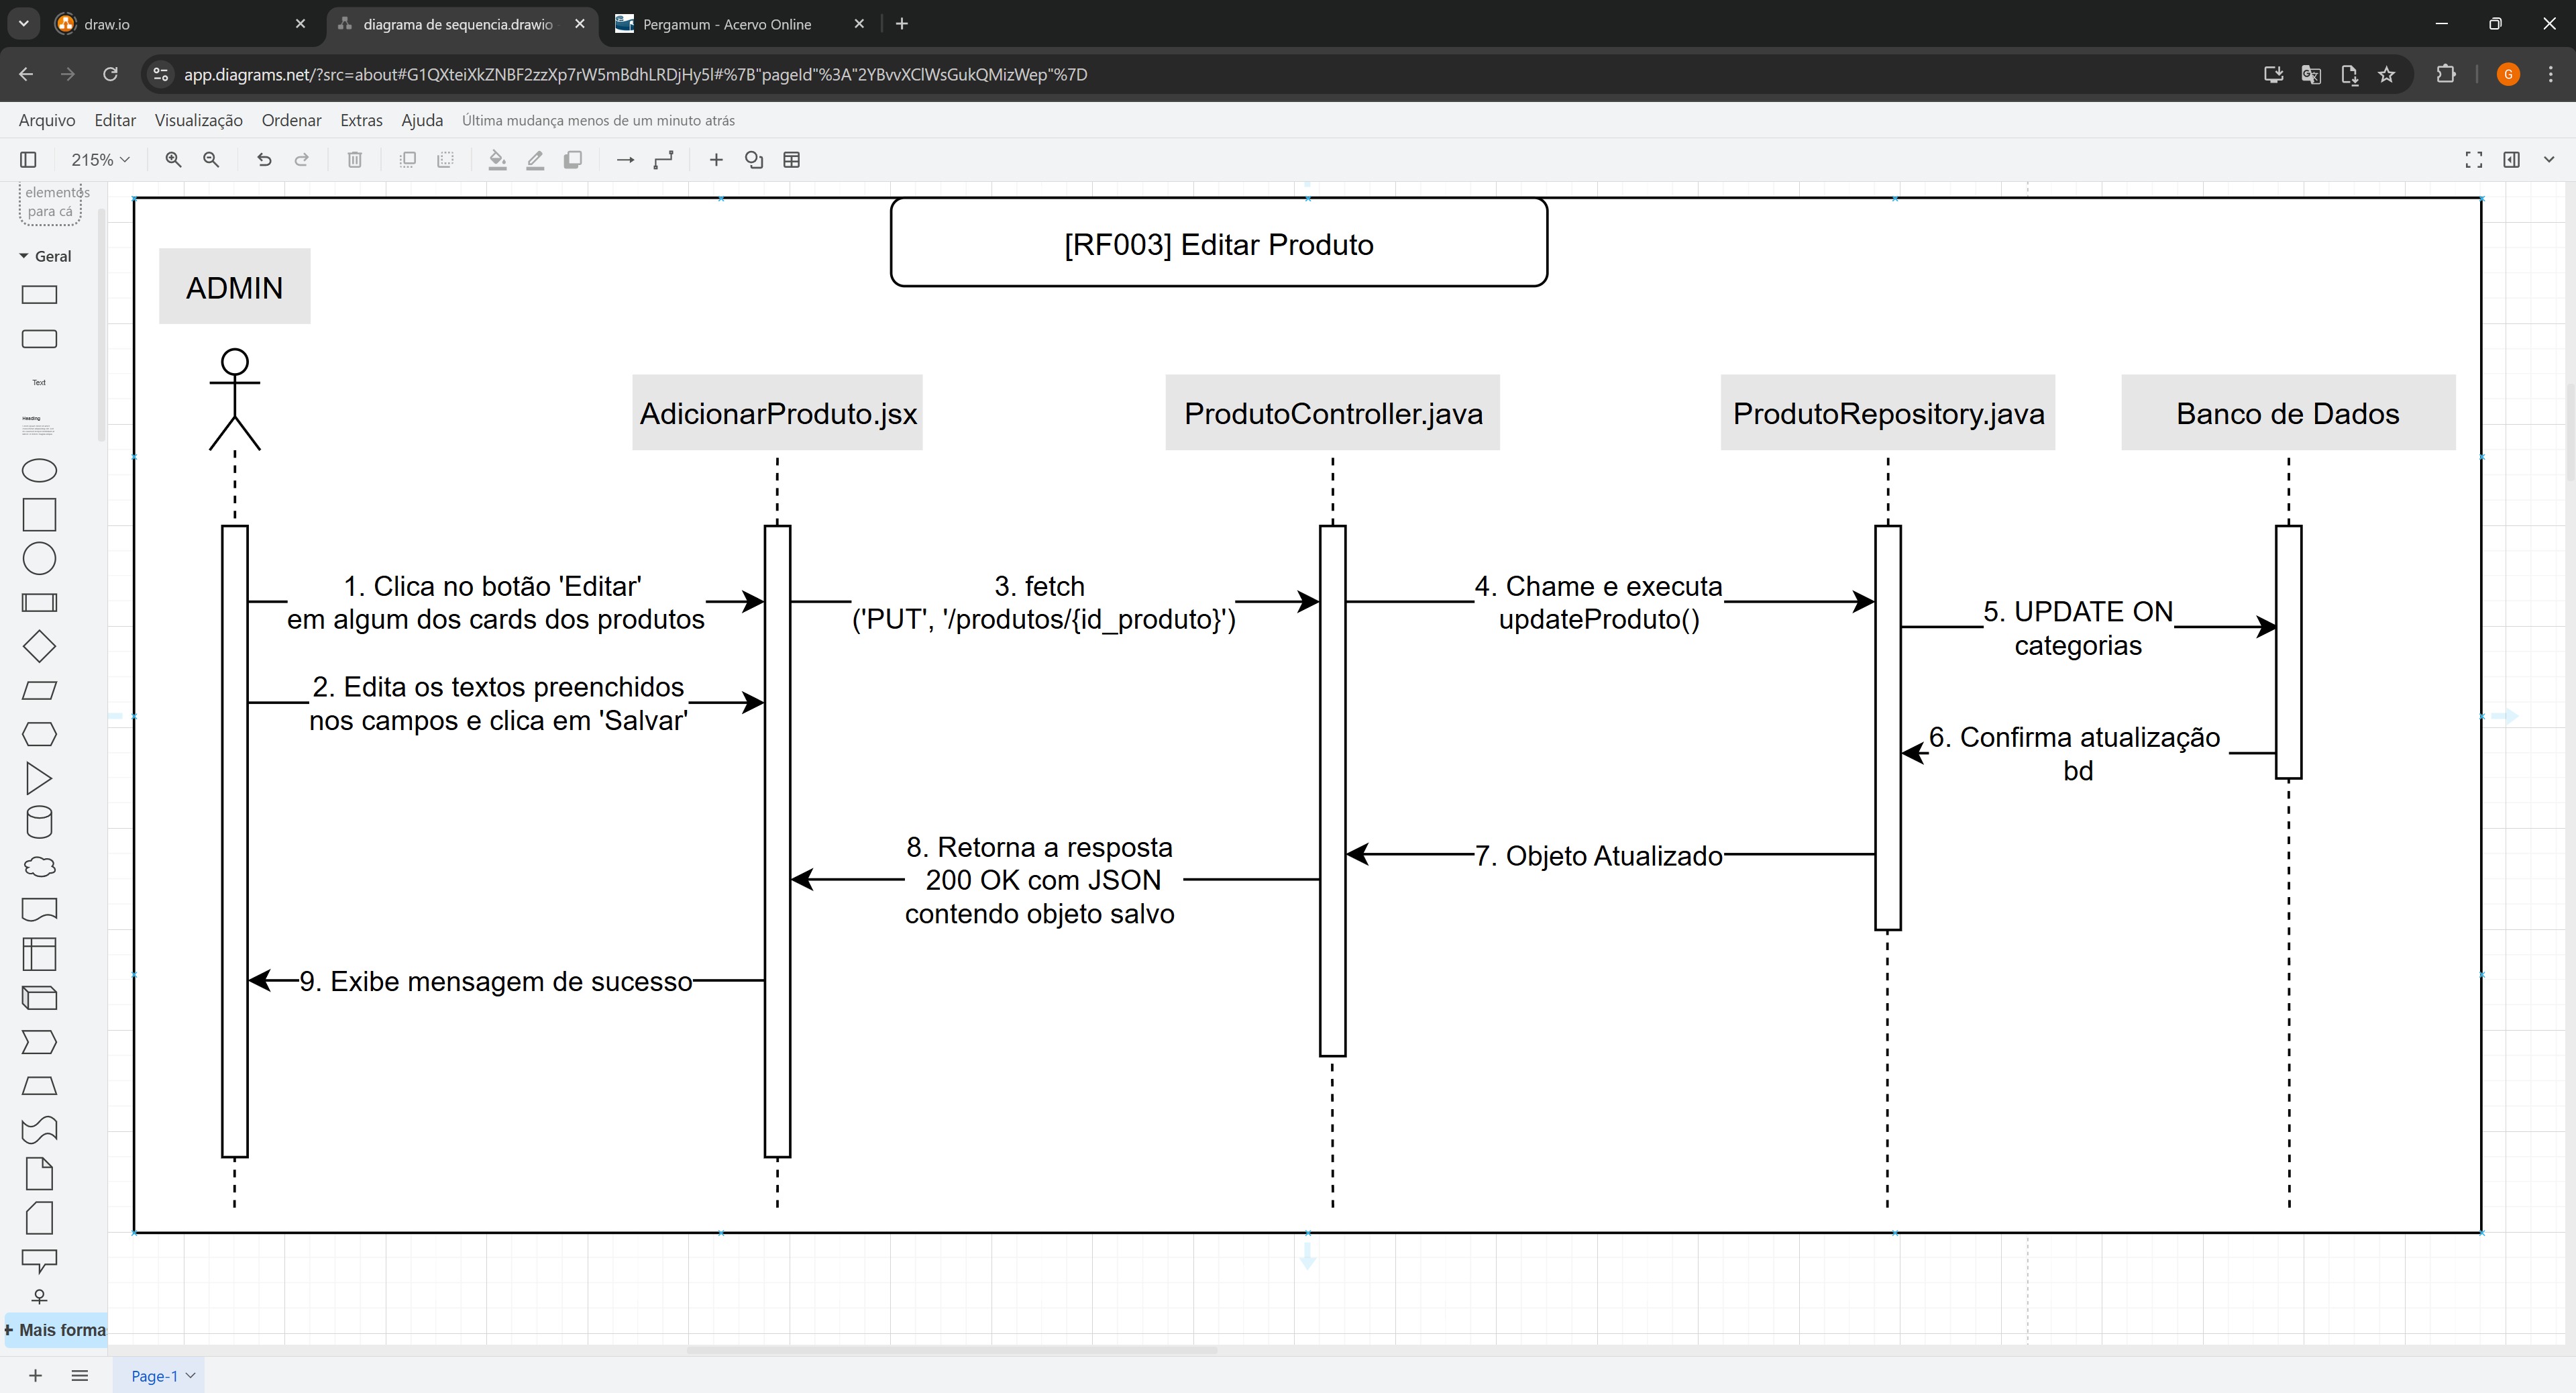 draw.io
diagrama de sequencia.drawio
Pergamum - Acervo Online
app.diagrams.net/?src=about#G1QXteiXkZNBF2zzXp7rW5mBdhLRDjHy5l#%7B"pageId"%3A"2YBvvXClWsGukQMizWep"%7D
G
Arquivo Editar Visualização Ordenar Extras Ajuda Última mudança menos de um minuto atrás
215%
elementos
para cá
Geral
Text
Heading
+ Mais forma
Page-1
[RF003] Editar Produto
ADMIN
AdicionarProduto.jsx
ProdutoController.java
ProdutoRepository.java
Banco de Dados
1. Clica no botão 'Editar'
em algum dos cards dos produtos
2. Edita os textos preenchidos
nos campos e clica em 'Salvar'
3. fetch
('PUT', '/produtos/{id_produto}')
4. Chame e executa
updateProduto()
5. UPDATE ON
categorias
6. Confirma atualização
bd
7. Objeto Atualizado
8. Retorna a resposta
200 OK com JSON
contendo objeto salvo
9. Exibe mensagem de sucesso